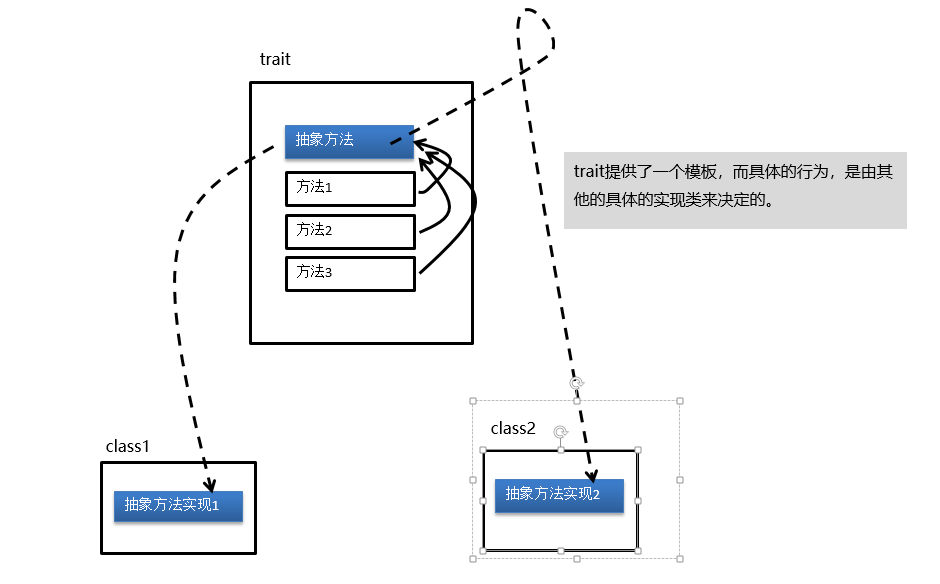 trait
抽象方法
方法1
方法2
方法3
trait提供了一个模板，而具体的行为，是由其
他的具体的实现类来决定的。
class1
抽象方法实现1
class2
抽象方法实现2